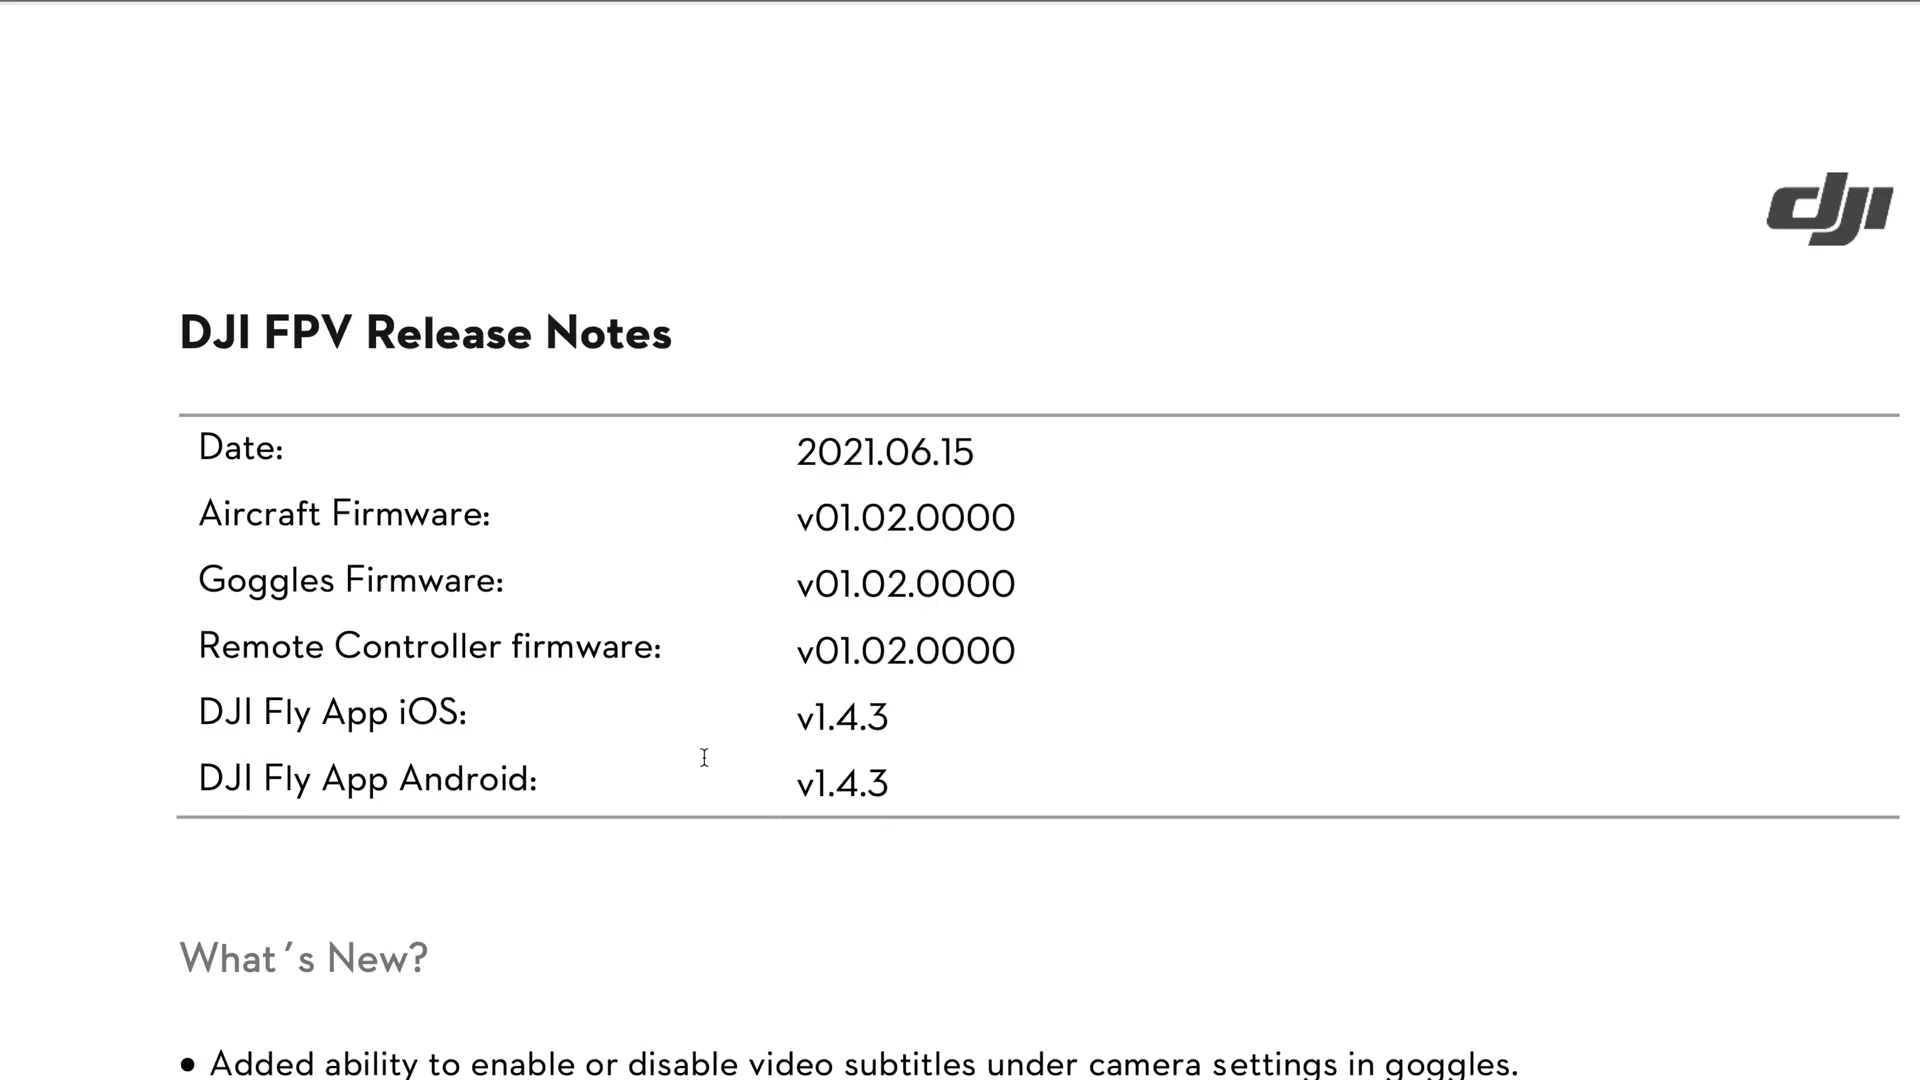 dji
DJI FPV Release Notes
Date: 2021.06.15
Aircraft Firmware: v01.02.0000
Goggles Firmware: v01.02.0000
Remote Controller firmware: v01.02.0000
DJI Fly App iOS: v1.4.3
DJI Fly App Android: v1.4.3
What´s New?
• Added ability to enable or disable video subtitles under camera settings in goggles.